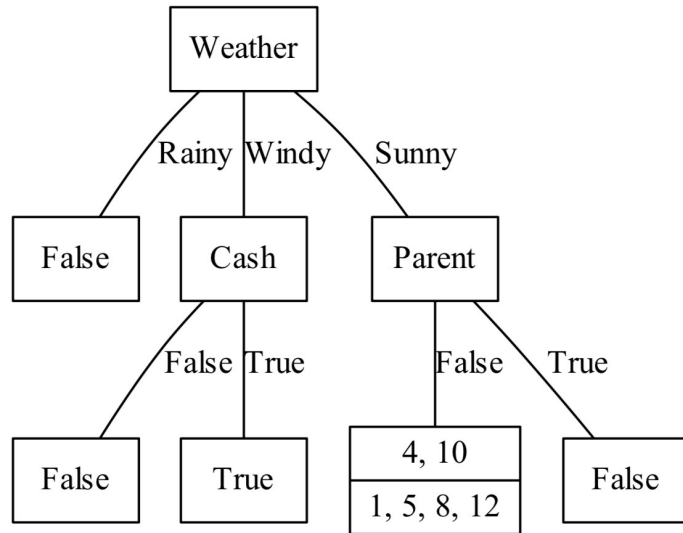 Weather
Rainy Windy Sunny
False Cash Parent
False True False True
False True 4, 10 False
1, 5, 8, 12